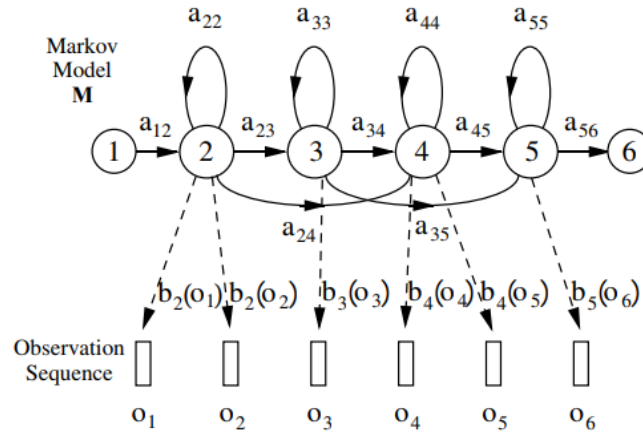 a₂₂ a₃₃ a₄₄ a₅₅
Markov
Model
M
a₁₂ a₂₃ a₃₄ a₄₅ a₅₆
1 2 3 4 5 6
a₂₄ a₃₅
b₂(o₁) b₂(o₂) b₃(o₃) b₄(o₄) b₄(o₅) b₅(o₆)
Observation
Sequence
o₁ o₂ o₃ o₄ o₅ o₆